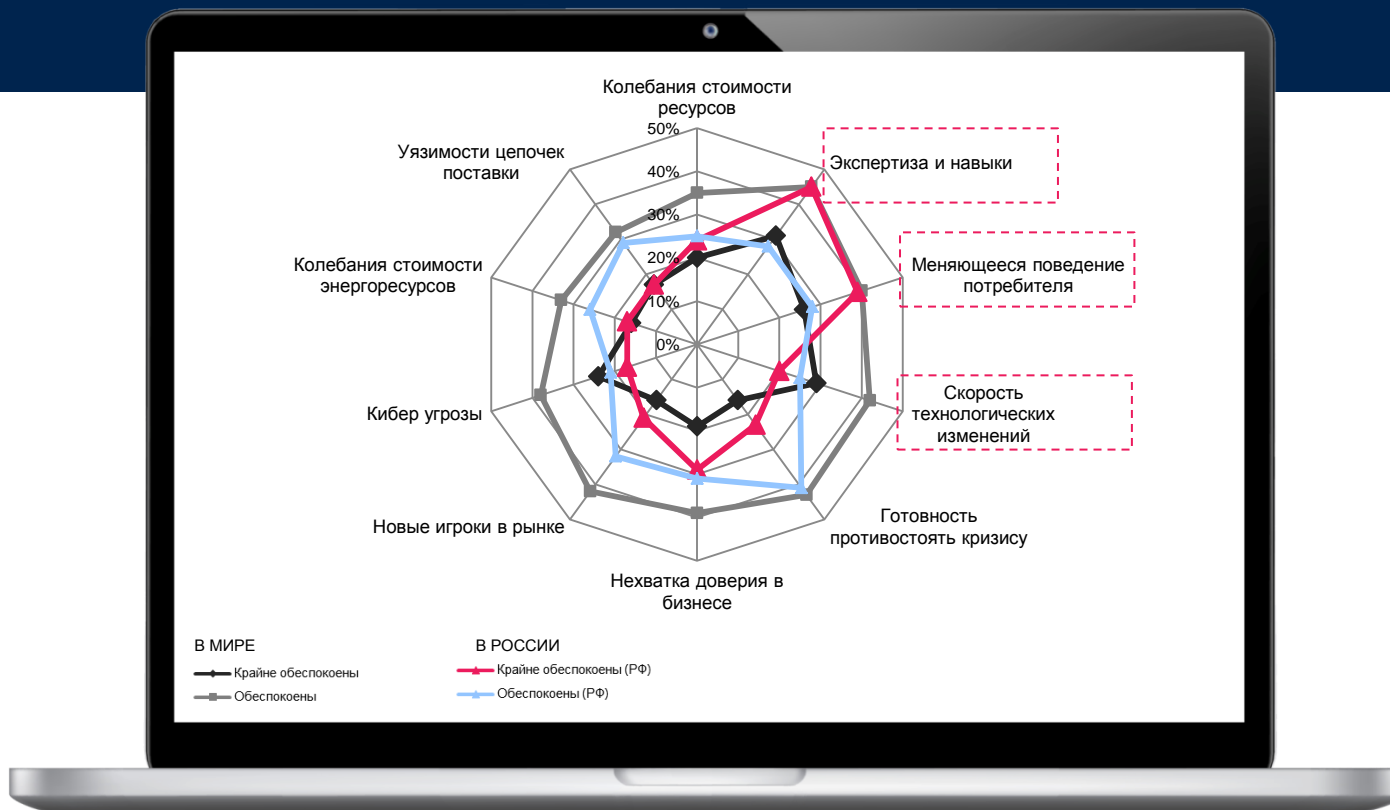 Колебания стоимости
ресурсов
50%
Уязимости цепочек
поставки
Экспертиза и навыки
40%
30%
Колебания стоимости
энергоресурсов
Меняющееся поведение
потребителя
20%
10%
0%
Кибер угрозы
Скорость
технологических
изменений
Новые игроки в рынке
Готовность
противостоять кризису
Нехватка доверия в
бизнесе
В МИРЕ
В РОССИИ
Крайне обеспокоены
Крайне обеспокоены (РФ)
Обеспокоены
Обеспокоены (РФ)